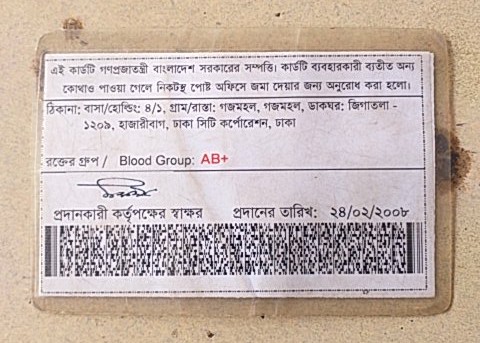 এই কার্ডটি গণপ্রজাতন্ত্রী বাংলাদেশ সরকারের সম্পত্তি। কার্ডটি ব্যবহারকারী ব্যতীত অন্য
কোথাও পাওয়া গেলে নিকটস্থ পোষ্ট অফিসে জমা দেয়ার জন্য অনুরোধ করা হলো।
ঠিকানা: বাসা/হোল্ডিং: ৪/১, গ্রাম/রাস্তা: গজমহল, গজমহল, ডাকঘর: জিগাতলা -
১২০৯, হাজারীবাগ, ঢাকা সিটি কর্পোরেশন, ঢাকা
রক্তের গ্রুপ / Blood Group: AB+
প্রদানকারী কর্তৃপক্ষের স্বাক্ষর প্রদানের তারিখ: ২৪/০২/২০০৮